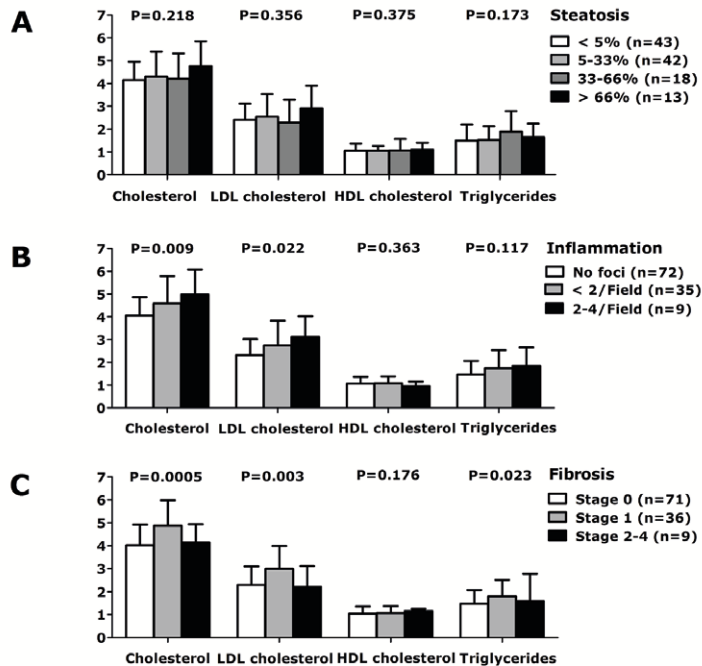 A
P=0.218 P=0.356 P=0.375 P=0.173
Steatosis
< 5% (n=43)
5-33% (n=42)
33-66% (n=18)
> 66% (n=13)
7
6
5
4
3
2
1
0
Cholesterol LDL cholesterol HDL cholesterol Triglycerides
B
P=0.009 P=0.022 P=0.363 P=0.117
Inflammation
No foci (n=72)
< 2/Field (n=35)
2-4/Field (n=9)
7
6
5
4
3
2
1
0
Cholesterol LDL cholesterol HDL cholesterol Triglycerides
C
P=0.0005 P=0.003 P=0.176 P=0.023
Fibrosis
Stage 0 (n=71)
Stage 1 (n=36)
Stage 2-4 (n=9)
7
6
5
4
3
2
1
0
Cholesterol LDL cholesterol HDL cholesterol Triglycerides